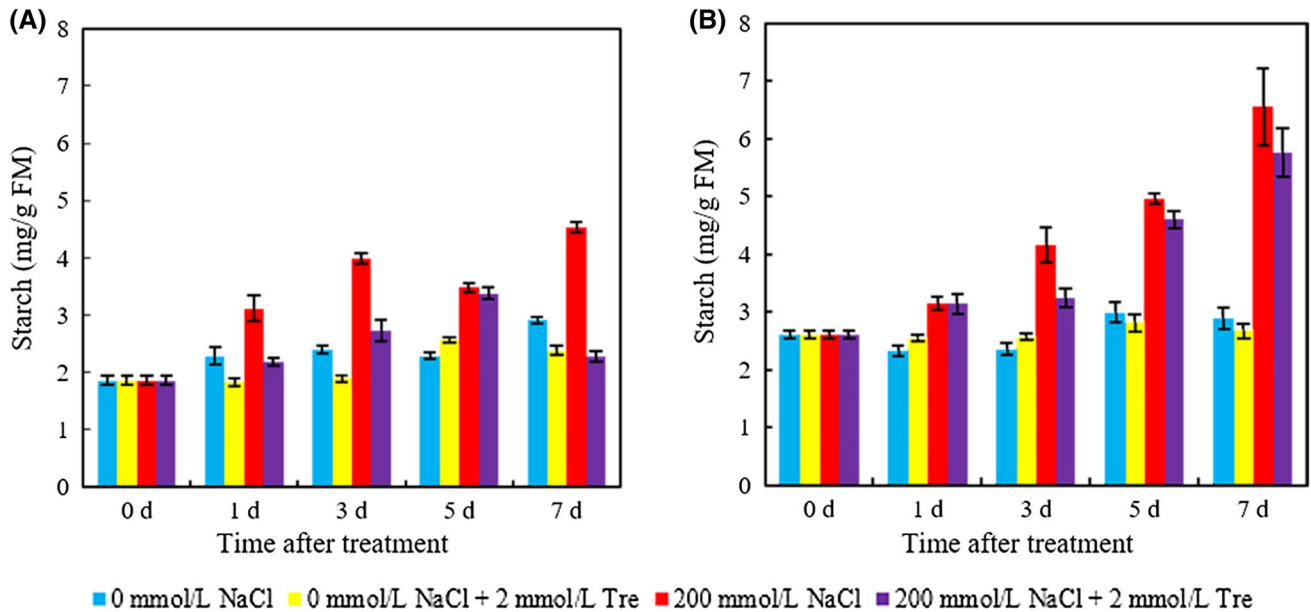 (A)
Starch (mg/g FM)
8
7
6
5
4
3
2
1
0
0 d 1 d 3 d 5 d 7 d
Time after treatment
(B)
Starch (mg/g FM)
8
7
6
5
4
3
2
1
0
0 d 1 d 3 d 5 d 7 d
Time after treatment
0 mmol/L NaCl 0 mmol/L NaCl + 2 mmol/L Tre 200 mmol/L NaCl 200 mmol/L NaCl + 2 mmol/L Tre